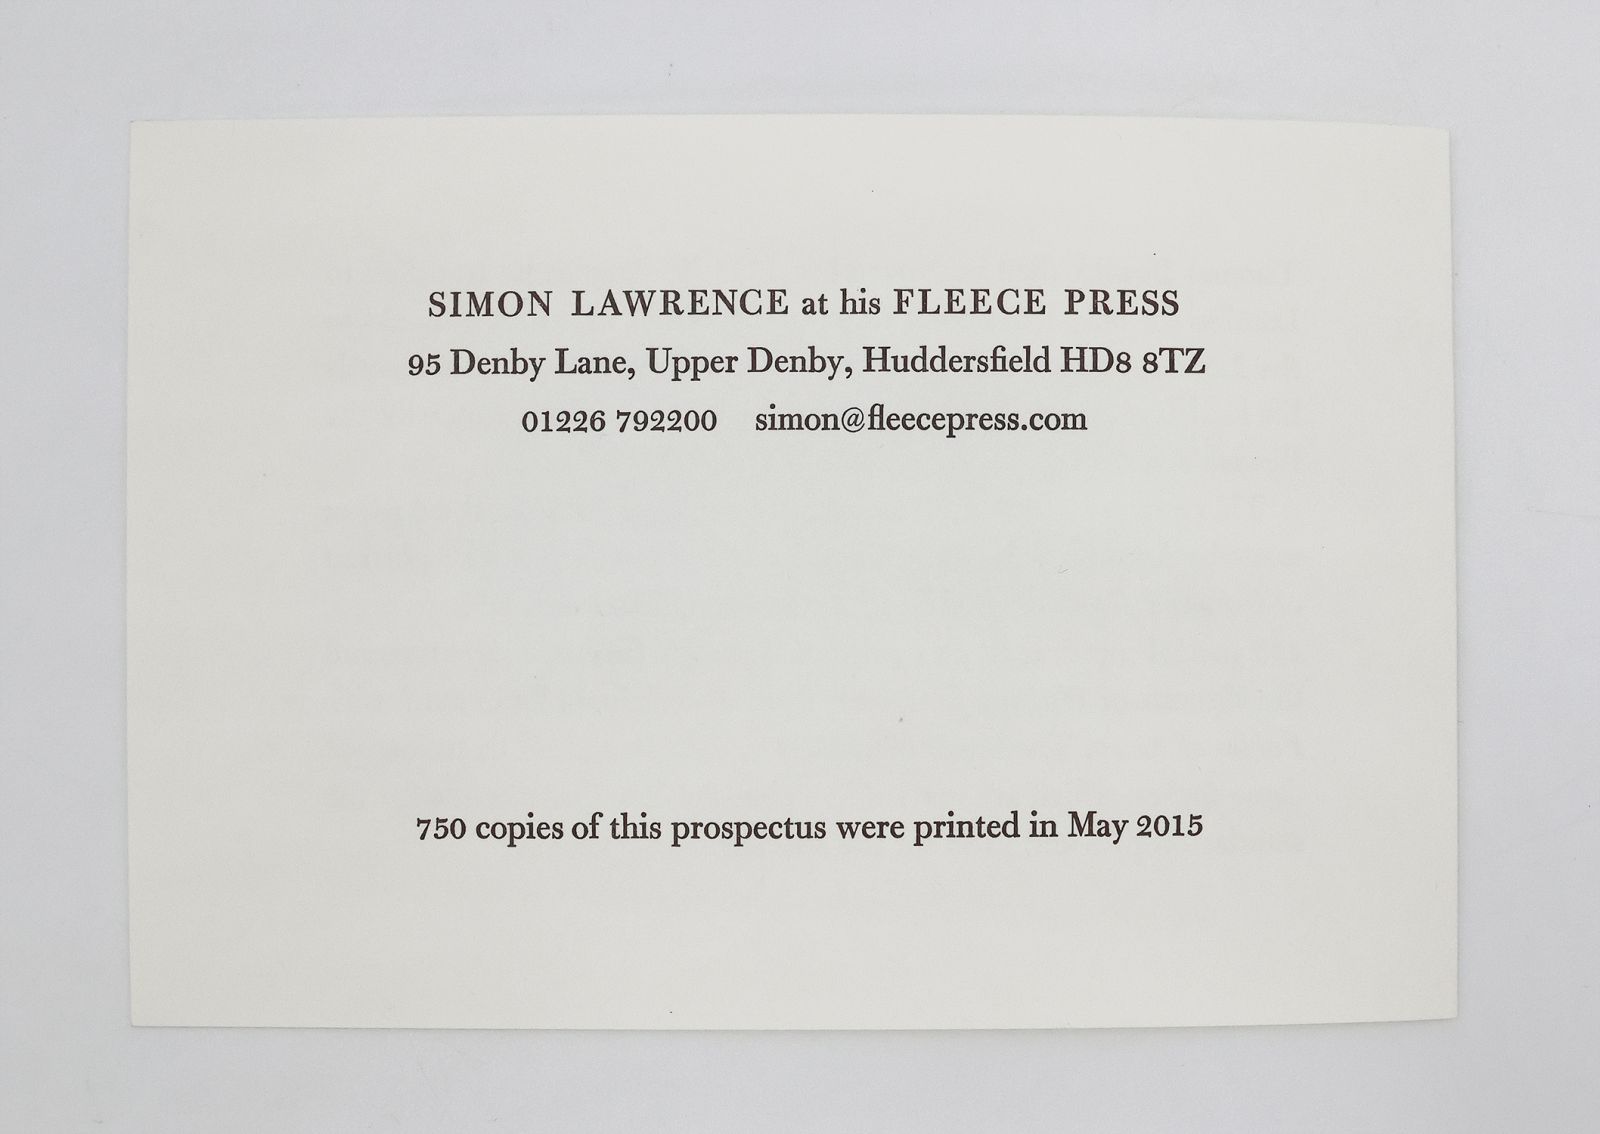 SIMON LAWRENCE at his FLEECE PRESS
95 Denby Lane, Upper Denby, Huddersfield HD8 8TZ
01226 792200 simon@fleecepress.com
750 copies of this prospectus were printed in May 2015